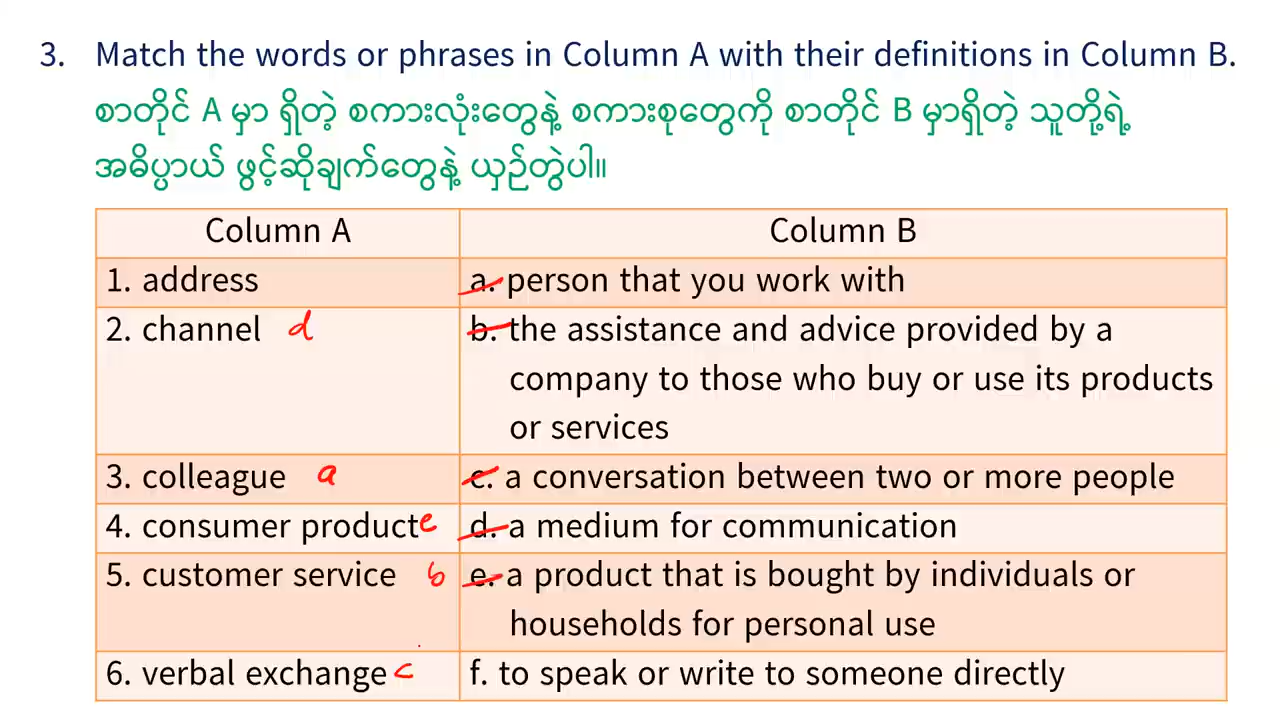 3. Match the words or phrases in Column A with their definitions in Column B.
စာတိုင် A မှာ ရှိတဲ့ စကားလုံးတွေနဲ့ စကားစုတွေကို စာတိုင် B မှာရှိတဲ့ သူတို့ရဲ့
အဓိပ္ပာယ် ဖွင့်ဆိုချက်တွေနဲ့ ယှဉ်တွဲပါ။
Column A
Column B
1. address
a. person that you work with
2. channel d
b. the assistance and advice provided by a
company to those who buy or use its products
or services
3. colleague a
c. a conversation between two or more people
4. consumer product e
d. a medium for communication
5. customer service b
e. a product that is bought by individuals or
households for personal use
6. verbal exchange c
f. to speak or write to someone directly